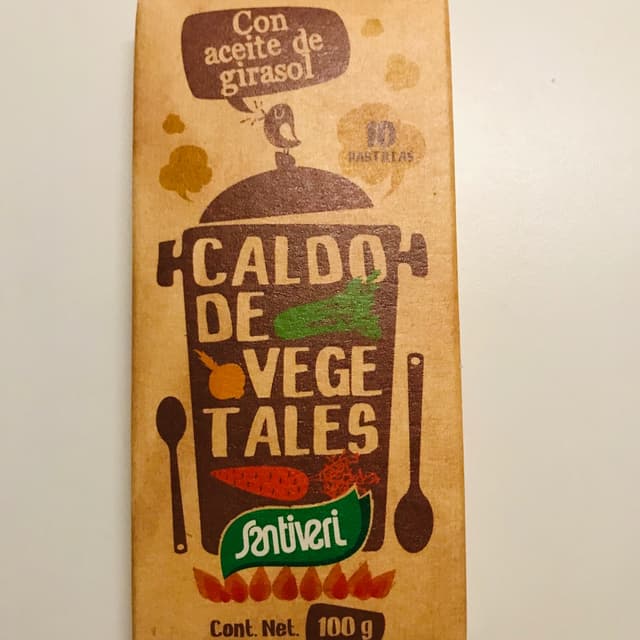 Con
aceite de
girasol
10
PASTILLAS
CALDO
DE
VEGE
TALES
Santiveri
Cont. Net. 100 g